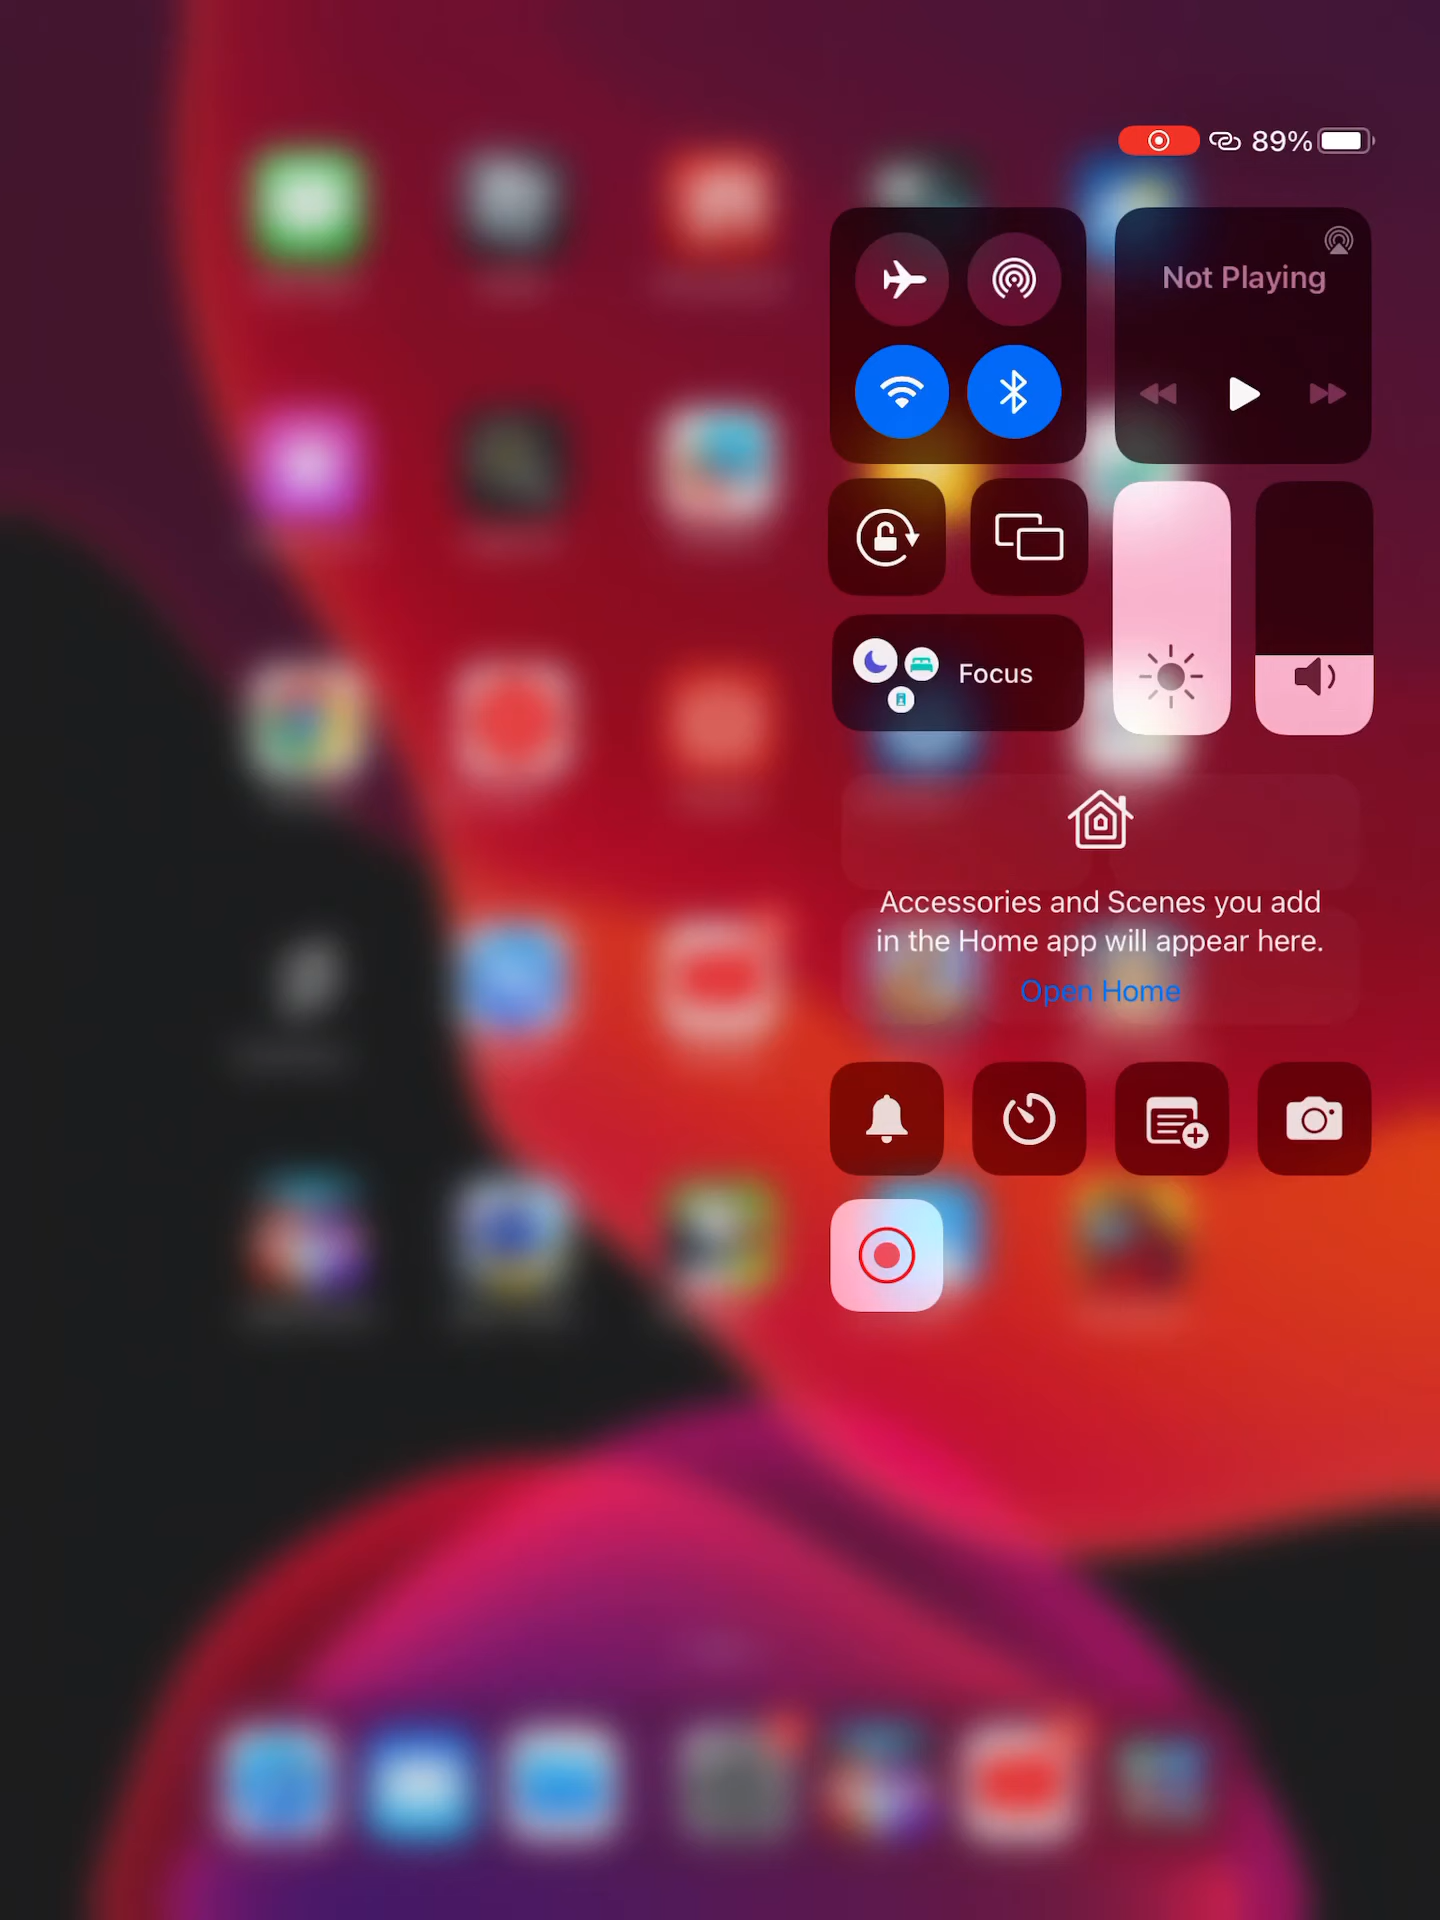 89%
Not Playing
Focus
Accessories and Scenes you add
in the Home app will appear here.
Open Home